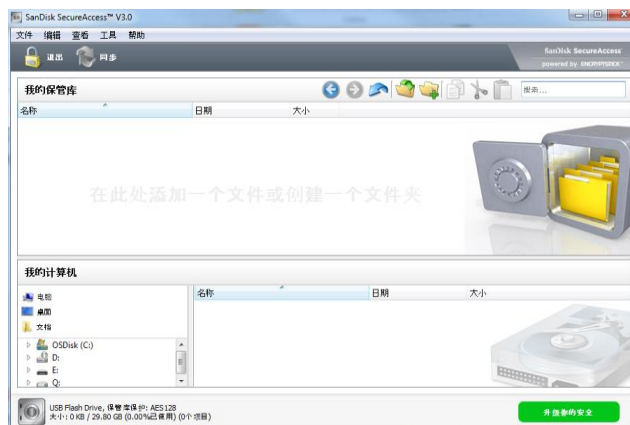 SanDisk SecureAccess™ V3.0
文件 编辑 查看 工具 帮助
退出 同步
SanDisk SecureAccess™
powered by ENCRYPTSTICK™
我的保管库
搜索...
名称 日期 大小
在此处添加一个文件或创建一个文件夹
我的计算机
电脑
桌面
文档
OSDisk (C:)
D:
E:
Q:
名称 日期 大小
USB Flash Drive, 保管库保护: AES128
大小: 0 KB / 29.80 GB (0.00%已使用) (0个项目)
升级你的安全